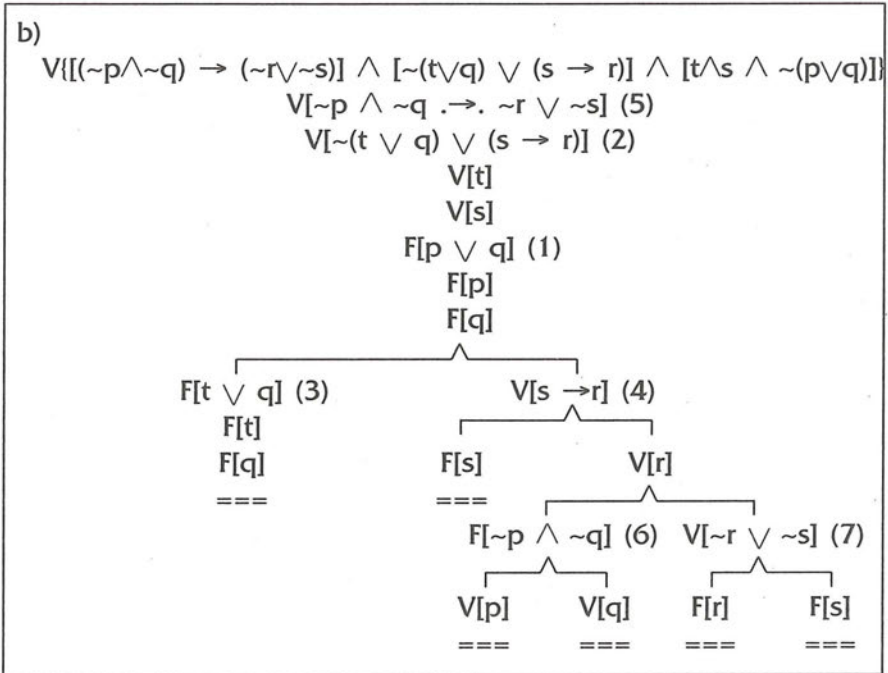 b)
V{[(~p∧~q) → (~r∨~s)] ∧ [~(t∨q) ∨ (s → r)] ∧ [t∧s ∧ ~(p∨q)]}
V[~p ∧ ~q .→. ~r ∨ ~s] (5)
V[~(t ∨ q) ∨ (s → r)] (2)
V[t]
V[s]
F[p ∨ q] (1)
F[p]
F[q]
F[t ∨ q] (3) V[s →r] (4)
F[t]
F[q] F[s] V[r]
=== ===
F[~p ∧ ~q] (6) V[~r ∨ ~s] (7)
V[p] V[q] F[r] F[s]
=== === === ===